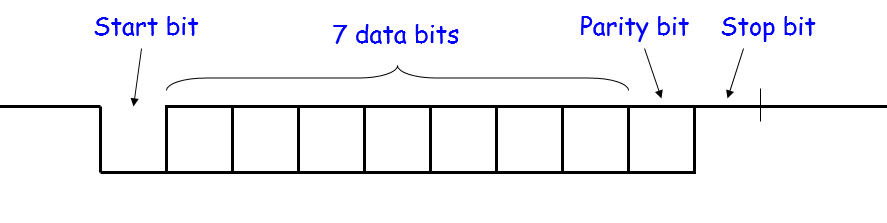 Start bit
7 data bits
Parity bit
Stop bit